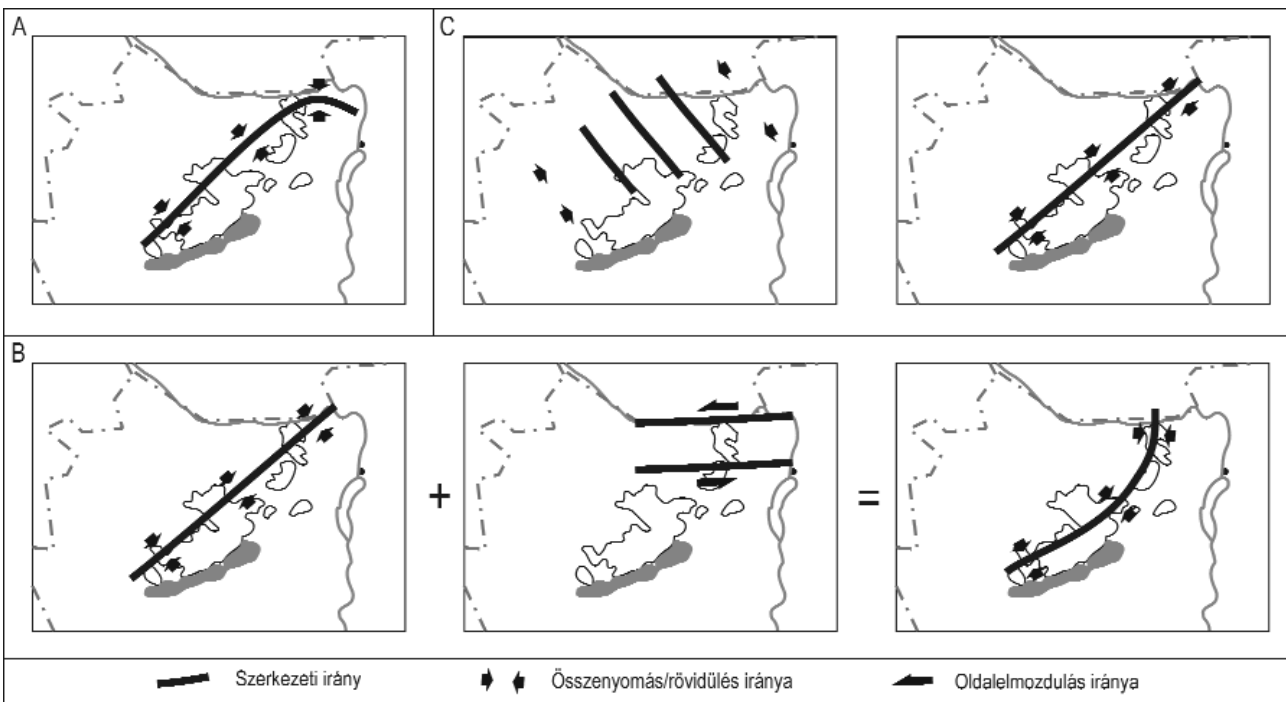 A
C
B
+
=
Szerkezeti irány
Összenyomás/rövidülés iránya
Oldalelmozdulás iránya